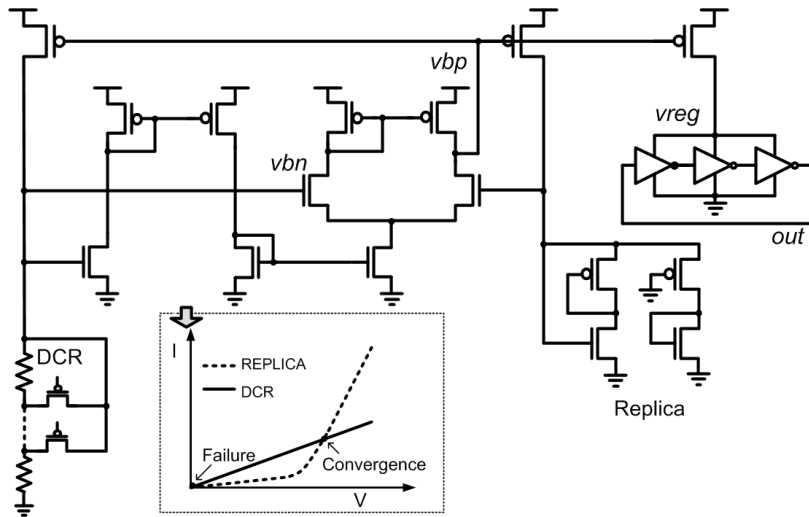 vbp
vreg
vbn
out
DCR
I
REPLICA
DCR
Failure
Convergence
V
Replica